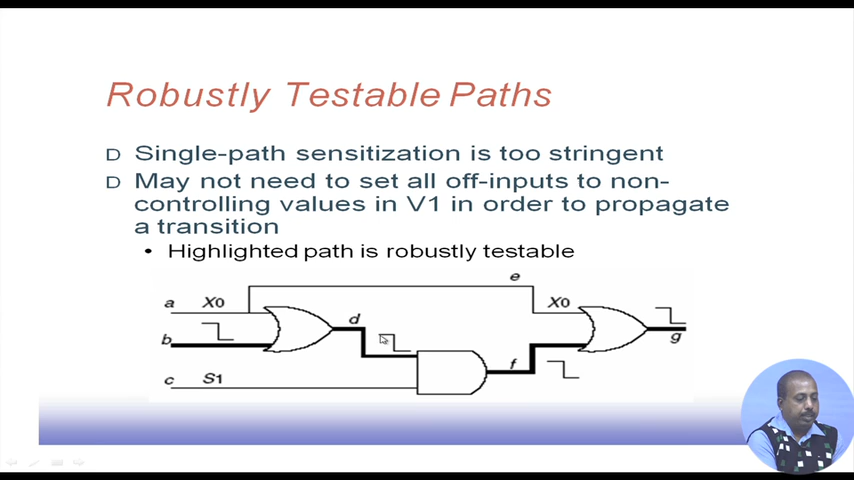 Robustly Testable Paths
D Single-path sensitization is too stringent
D May not need to set all off-inputs to non-
controlling values in V1 in order to propagate
a transition
• Highlighted path is robustly testable
e
a X0 X0
d
b g
f
c S1